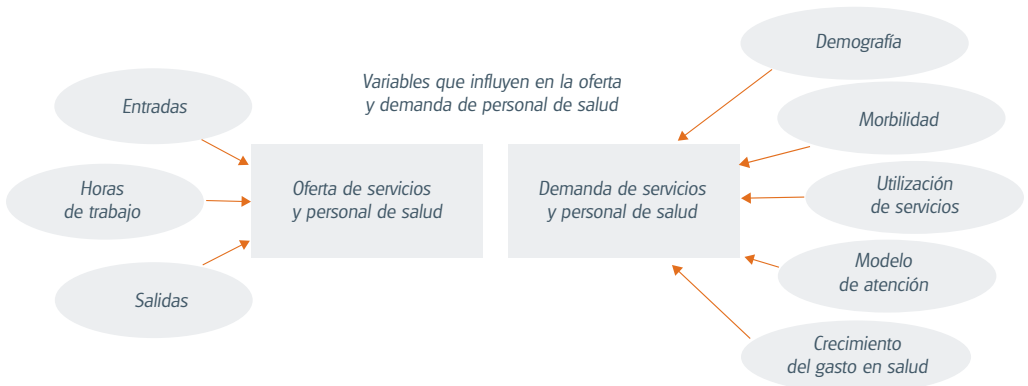 Variables que influyen en la oferta
y demanda de personal de salud
Entradas
Horas
de trabajo
Salidas
Oferta de servicios
y personal de salud
Demanda de servicios
y personal de salud
Demografía
Morbilidad
Utilización
de servicios
Modelo
de atención
Crecimiento
del gasto en salud